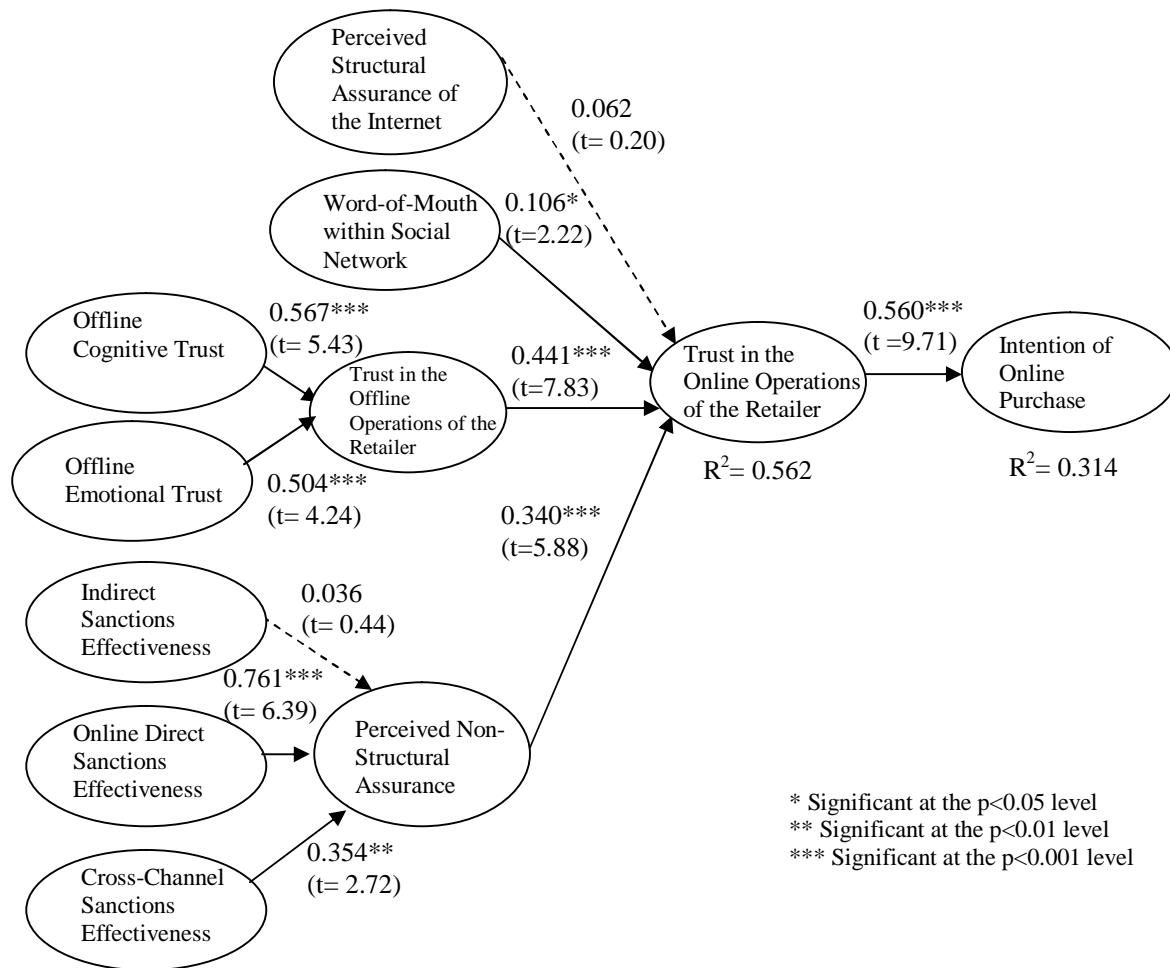 Perceived
Structural
Assurance of
the Internet
0.062
(t= 0.20)
Word-of-Mouth
within Social
Network
0.106*
(t=2.22)
Offline
Cognitive Trust
0.567***
(t= 5.43)
Trust in the
Offline
Operations of the
Retailer
0.441***
(t=7.83)
Trust in the
Online Operations
of the Retailer
R²= 0.562
0.560***
(t =9.71)
Intention of
Online
Purchase
R²= 0.314
Offline
Emotional Trust
0.504***
(t= 4.24)
0.340***
(t=5.88)
Indirect
Sanctions
Effectiveness
0.036
(t= 0.44)
0.761***
(t= 6.39)
Online Direct
Sanctions
Effectiveness
Perceived Non-
Structural
Assurance
Cross-Channel
Sanctions
Effectiveness
0.354**
(t= 2.72)
* Significant at the p<0.05 level
** Significant at the p<0.01 level
*** Significant at the p<0.001 level